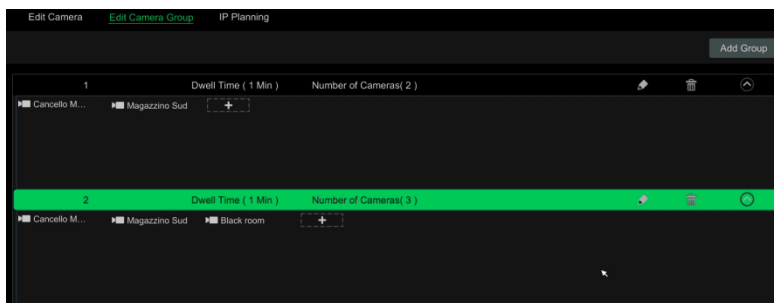 Edit Camera Edit Camera Group IP Planning
Add Group
1 Dwell Time ( 1 Min ) Number of Cameras( 2 )
Cancello M... Magazzino Sud +
2 Dwell Time ( 1 Min ) Number of Cameras( 3 )
Cancello M... Magazzino Sud Black room +